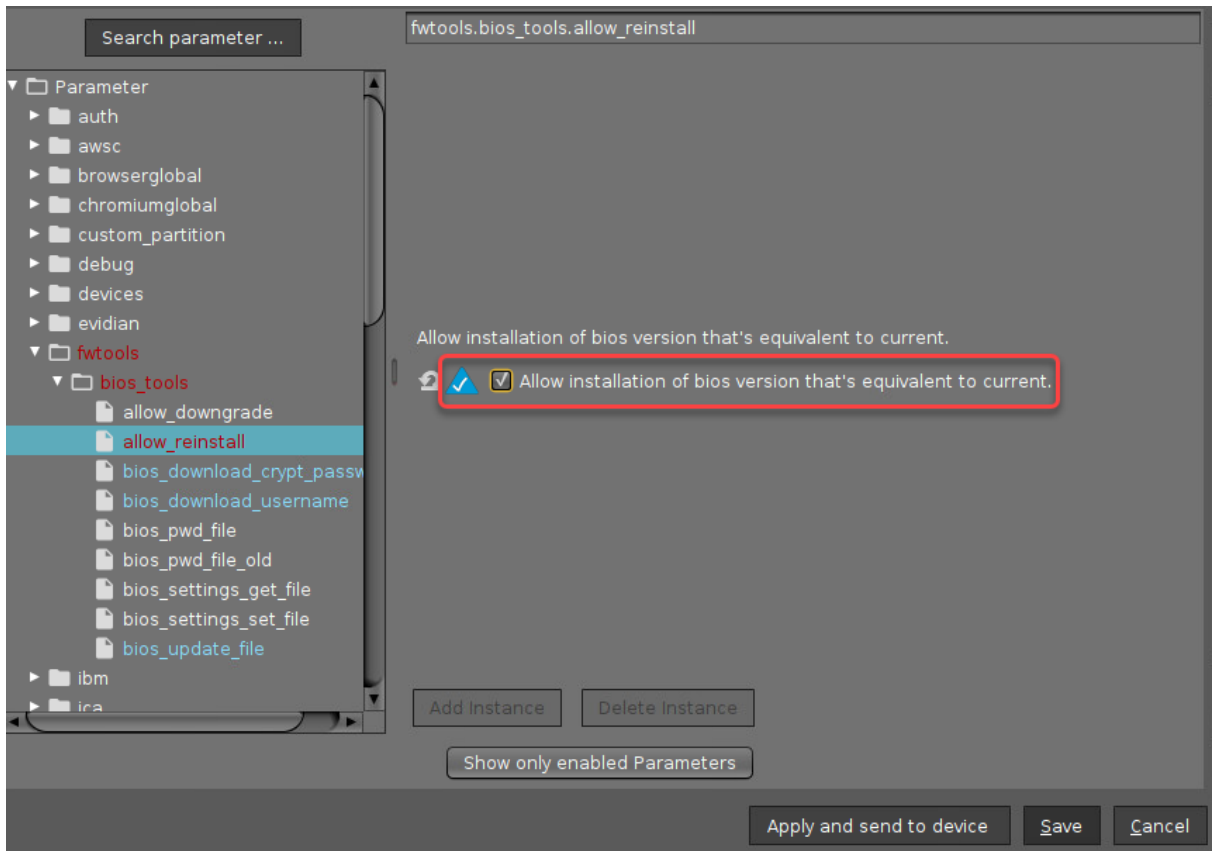 Search parameter ...
fwtools.bios_tools.allow_reinstall
Parameter
auth
awsc
browserglobal
chromiumglobal
custom_partition
debug
devices
evidian
fwtools
bios_tools
allow_downgrade
allow_reinstall
bios_download_crypt_passw
bios_download_username
bios_pwd_file
bios_pwd_file_old
bios_settings_get_file
bios_settings_set_file
bios_update_file
ibm
ica
Allow installation of bios version that's equivalent to current.
Allow installation of bios version that's equivalent to current.
Add Instance
Delete Instance
Show only enabled Parameters
Apply and send to device
Save
Cancel